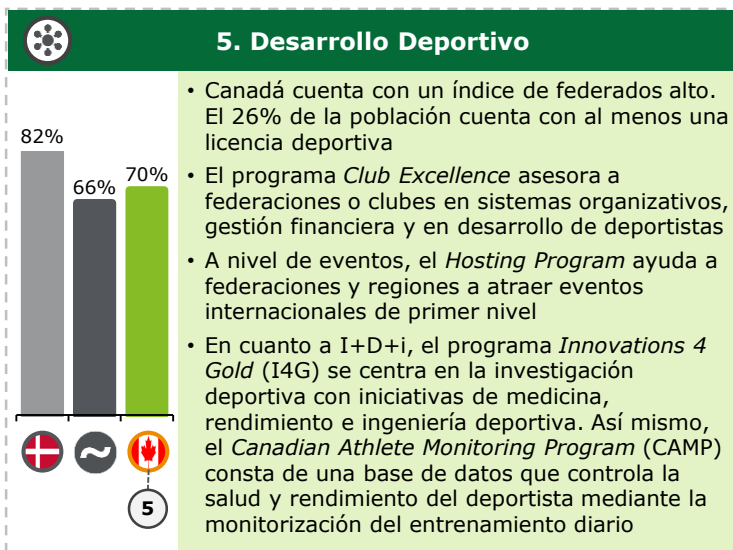 5. Desarrollo Deportivo
82%
66%
70%
5
• Canadá cuenta con un índice de federados alto.
El 26% de la población cuenta con al menos una
licencia deportiva
• El programa Club Excellence asesora a
federaciones o clubes en sistemas organizativos,
gestión financiera y en desarrollo de deportistas
• A nivel de eventos, el Hosting Program ayuda a
federaciones y regiones a atraer eventos
internacionales de primer nivel
• En cuanto a I+D+i, el programa Innovations 4
Gold (I4G) se centra en la investigación
deportiva con iniciativas de medicina,
rendimiento e ingeniería deportiva. Así mismo,
el Canadian Athlete Monitoring Program (CAMP)
consta de una base de datos que controla la
salud y rendimiento del deportista mediante la
monitorización del entrenamiento diario